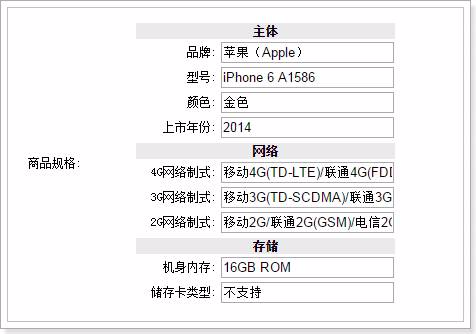 主体
品牌: 苹果（Apple）
型号: iPhone 6 A1586
颜色: 金色
上市年份: 2014
商品规格:
网络
4G网络制式: 移动4G(TD-LTE)/联通4G(FDD
3G网络制式: 移动3G(TD-SCDMA)/联通3G
2G网络制式: 移动2G/联通2G(GSM)/电信2G
存储
机身内存: 16GB ROM
储存卡类型: 不支持